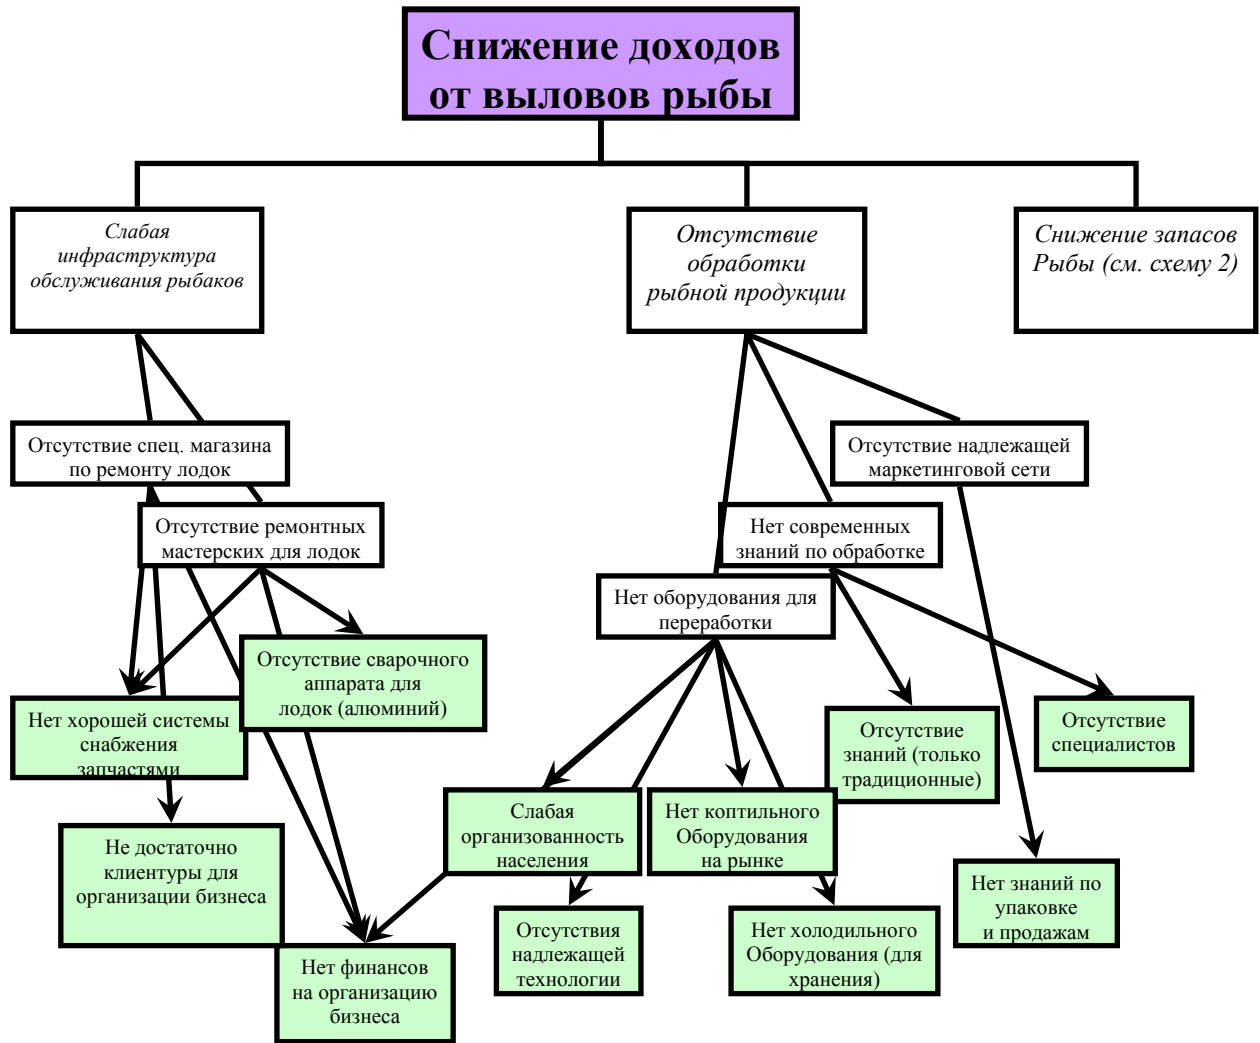 Снижение доходов
от выловов рыбы
Слабая
инфраструктура
обслуживания рыбаков
Отсутствие
обработки
рыбной продукции
Снижение запасов
Рыбы (см. схему 2)
Отсутствие спец. магазина
по ремонту лодок
Отсутствие надлежащей
маркетинговой сети
Отсутствие ремонтных
мастерских для лодок
Нет современных
знаний по обработке
Нет оборудования для
переработки
Отсутствие сварочного
аппарата для
лодок (алюминий)
Нет хорошей системы
снабжения
запчастями
Отсутствие
специалистов
Отсутствие
знаний (только
традиционные)
Слабая
организованность
населения
Нет коптильного
Оборудования
на рынке
Не достаточно
клиентуры для
организации бизнеса
Нет знаний по
упаковке
и продажам
Отсутствия
надлежащей
технологии
Нет холодильного
Оборудования (для
хранения)
Нет финансов
на организацию
бизнеса